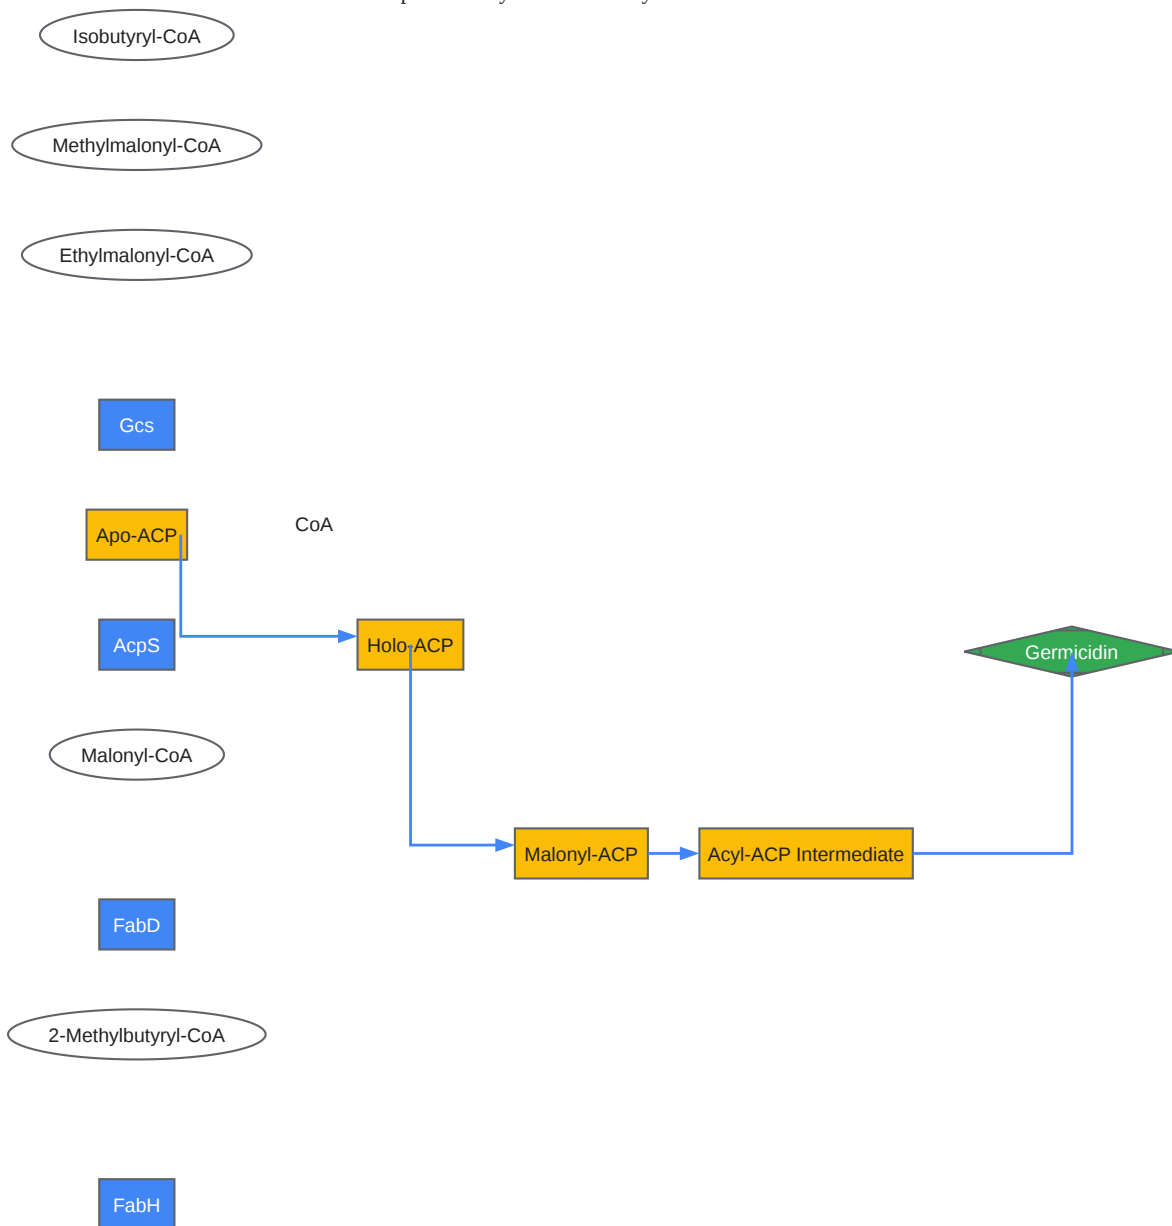 Isobutyryl-CoA
Methylmalonyl-CoA
Ethylmalonyl-CoA
Gcs
Apo-ACP
CoA
AcpS
Holo-ACP
Germicidin
Malonyl-CoA
Malonyl-ACP
Acyl-ACP Intermediate
FabD
2-Methylbutyryl-CoA
FabH